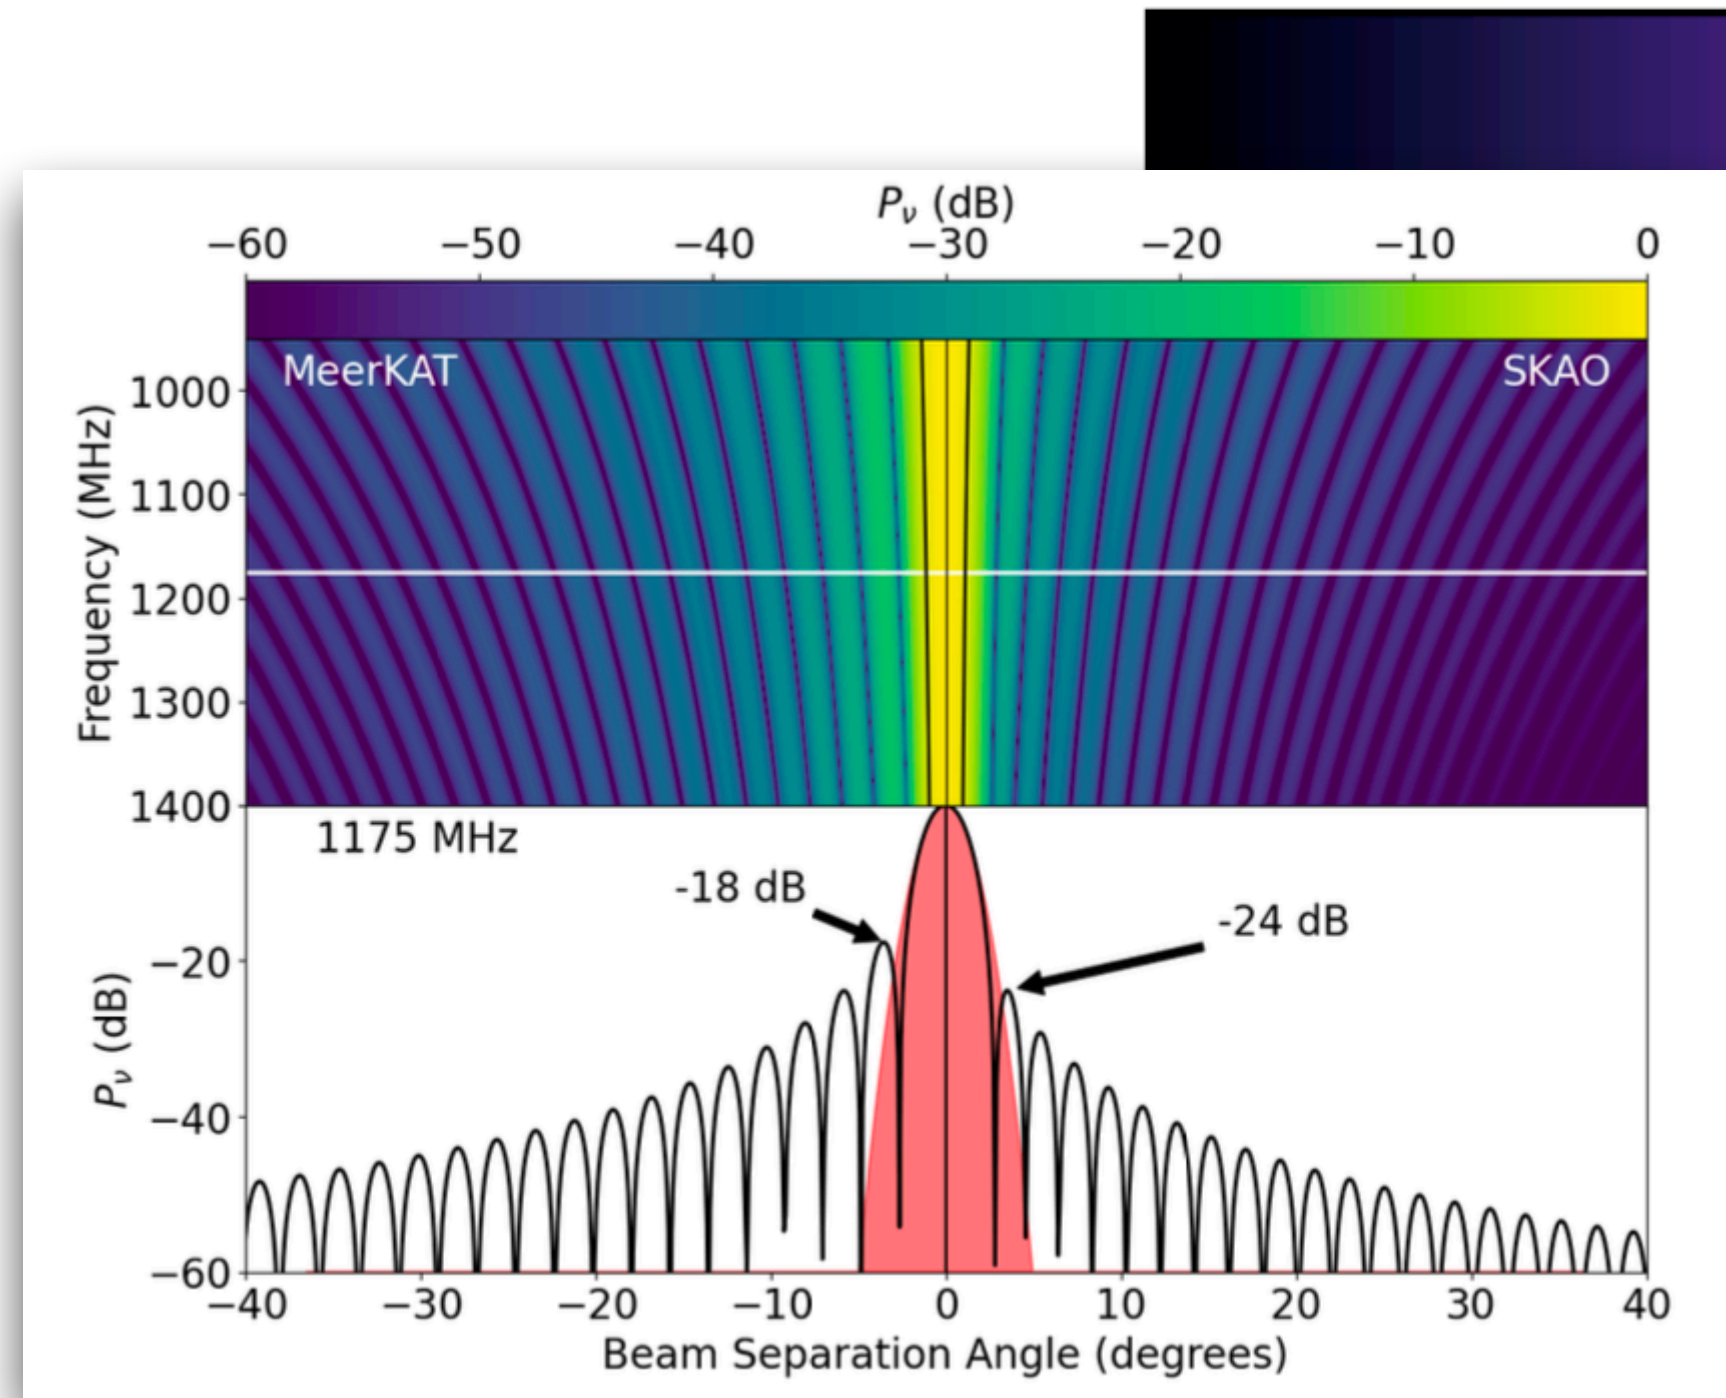 Pν (dB)
−60 −50 −40 −30 −20 −10 0
MeerKAT SKAO
Frequency (MHz)
1000
1100
1200
1300
1400
1175 MHz
-18 dB
-24 dB
Pν (dB)
−20
−40
−60
−40 −30 −20 −10 0 10 20 30 40
Beam Separation Angle (degrees)